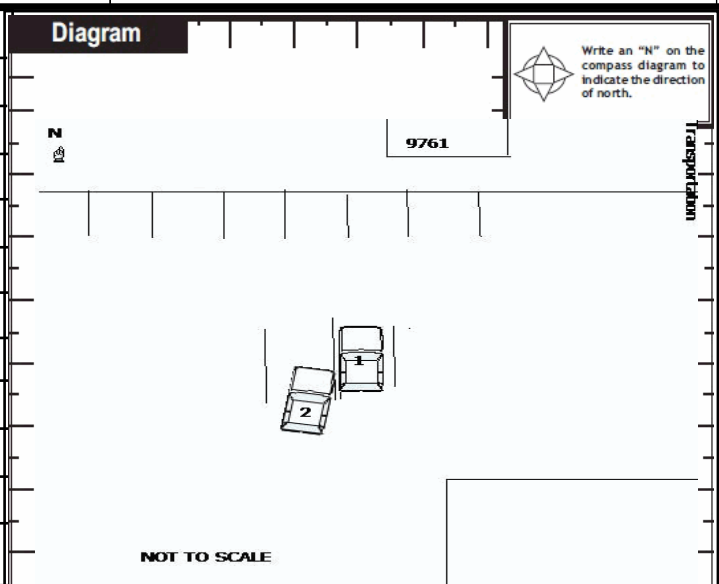 Diagram
Write an “N” on the
compass diagram to
indicate the direction
of north.
N
9761
Transportation
1
2
NOT TO SCALE